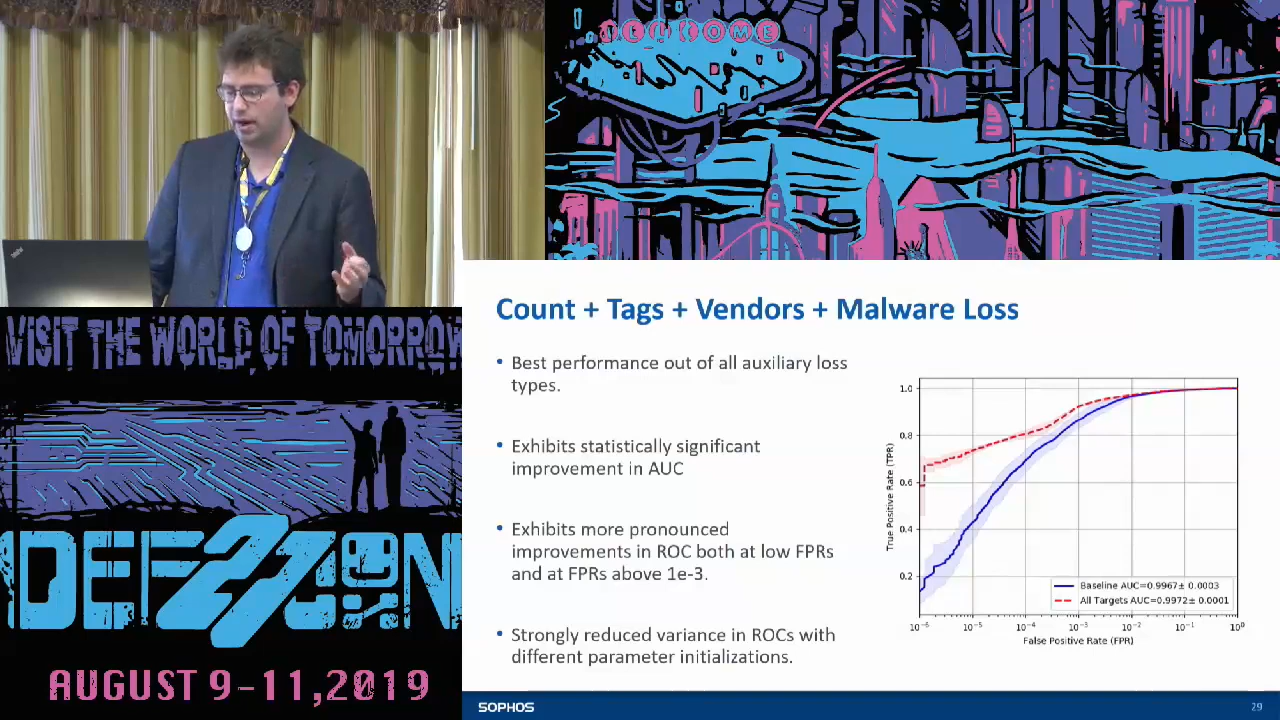 WELCOME
VISIT THE WORLD OF TOMORROW
DEF CON
27
AUGUST 9-11,2019
Count + Tags + Vendors + Malware Loss
• Best performance out of all auxiliary loss
types.
• Exhibits statistically significant
improvement in AUC
• Exhibits more pronounced
improvements in ROC both at low FPRs
and at FPRs above 1e-3.
• Strongly reduced variance in ROCs with
different parameter initializations.
True Positive Rate (TPR)
1.0
0.8
0.6
0.4
0.2
Baseline AUC=0.9967± 0.0003
All Targets AUC=0.9972± 0.0001
10⁻⁶ 10⁻⁵ 10⁻⁴ 10⁻³ 10⁻² 10⁻¹ 10⁰
False Positive Rate (FPR)
SOPHOS
29